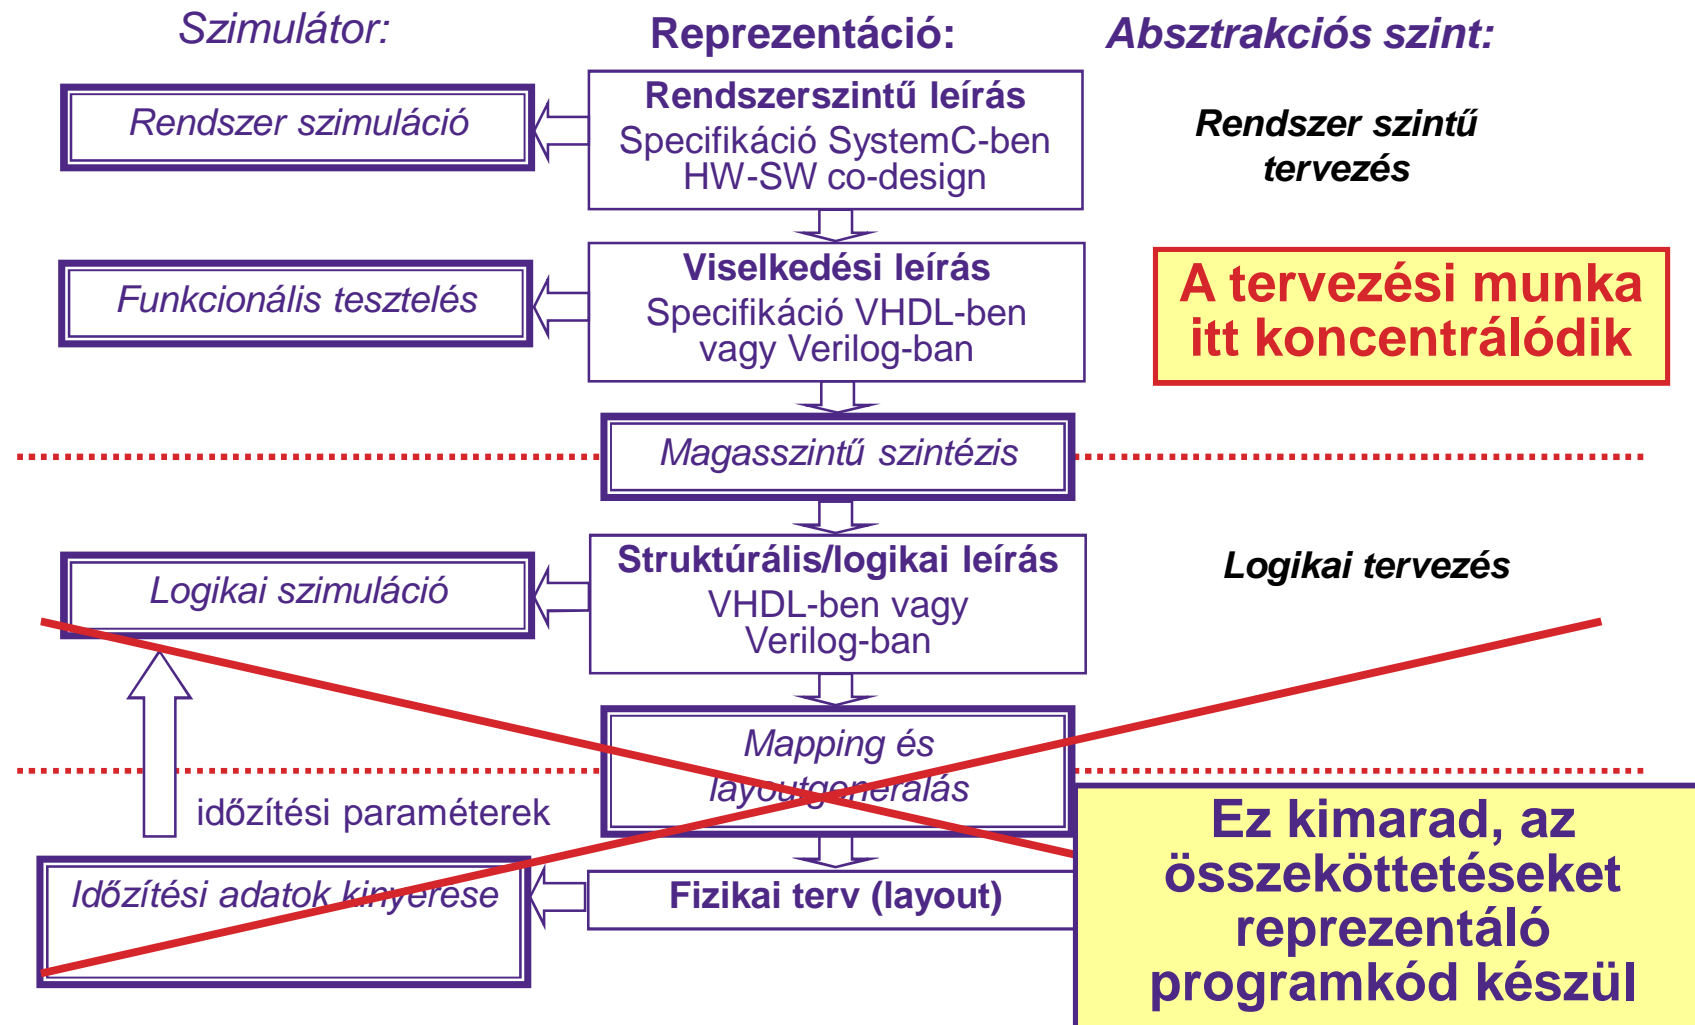 Szimulátor:
Reprezentáció:
Absztrakciós szint:
Rendszer szimuláció
Rendszerszintű leírás
Specifikáció SystemC-ben
HW-SW co-design
Rendszer szintű
tervezés
Funkcionális tesztelés
Viselkedési leírás
Specifikáció VHDL-ben
vagy Verilog-ban
A tervezési munka
itt koncentrálódik
Magasszintű szintézis
Logikai szimuláció
Struktúrális/logikai leírás
VHDL-ben vagy
Verilog-ban
Logikai tervezés
Mapping és
layoutgenerálás
időzítési paraméterek
Időzítési adatok kinyerése
Fizikai terv (layout)
Ez kimarad, az
összeköttetéseket
reprezentáló
programkód készül